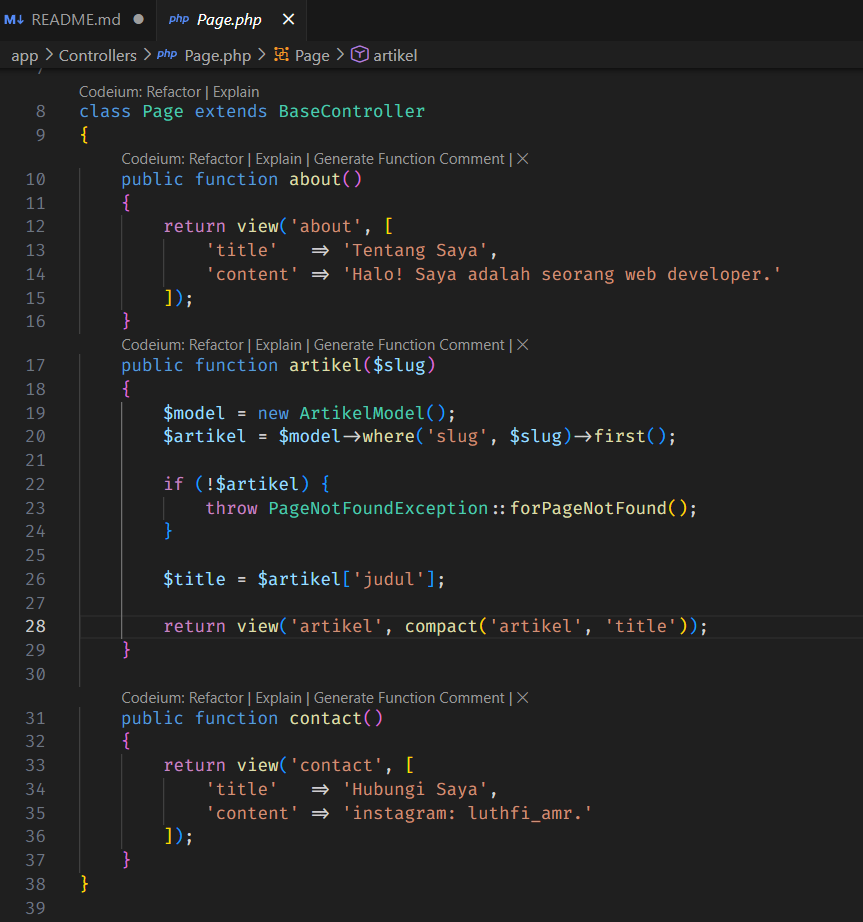 README.md ●
php Page.php ×
app > Controllers > php Page.php > Page > artikel
7
Codeium: Refactor | Explain
8 class Page extends BaseController
9 {
Codeium: Refactor | Explain | Generate Function Comment | ×
10 public function about()
11 {
12 return view('about', [
13 'title' => 'Tentang Saya',
14 'content' => 'Halo! Saya adalah seorang web developer.'
15 ]);
16 }
Codeium: Refactor | Explain | Generate Function Comment | ×
17 public function artikel($slug)
18 {
19 $model = new ArtikelModel();
20 $artikel = $model->where('slug', $slug)->first();
21
22 if (!$artikel) {
23 throw PageNotFoundException::forPageNotFound();
24 }
25
26 $title = $artikel['judul'];
27
28 return view('artikel', compact('artikel', 'title'));
29 }
30
Codeium: Refactor | Explain | Generate Function Comment | ×
31 public function contact()
32 {
33 return view('contact', [
34 'title' => 'Hubungi Saya',
35 'content' => 'instagram: luthfi_amr.'
36 ]);
37 }
38 }
39